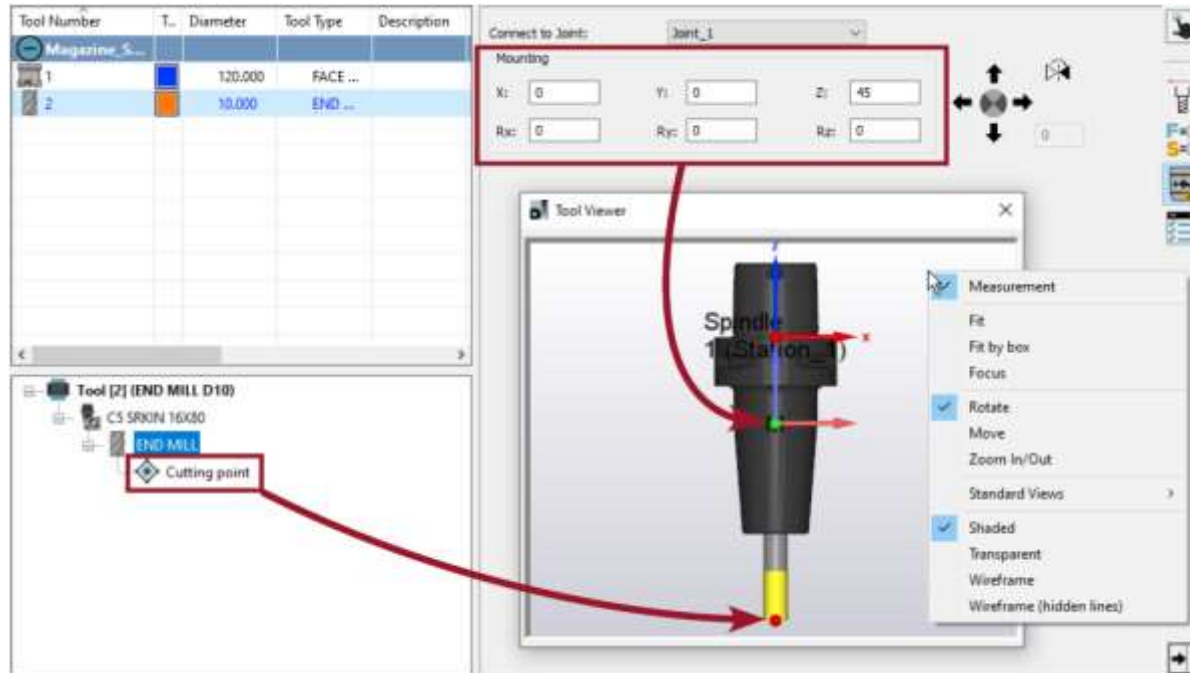 Tool Number T... Diameter Tool Type Description
Magazine_S...
1 120.000 FACE ...
2 10.000 END ...
Tool [2] (END MILL D10)
C5 SRKIN 16X80
END MILL
Cutting point
Connect to Joint: Joint_1
Mounting
X: 0 Y: 0 Z: 45
Rx: 0 Ry: 0 Rz: 0
0
Tool Viewer
Spindle
1 (Station_1)
x
Measurement
Fit
Fit by box
Focus
Rotate
Move
Zoom In/Out
Standard Views
Shaded
Transparent
Wireframe
Wireframe (hidden lines)